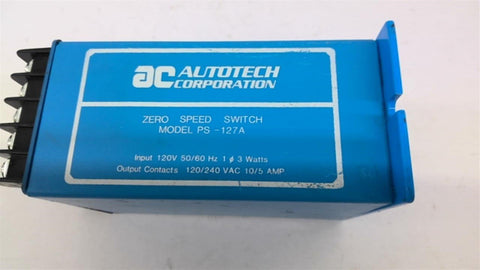 ac AUTOTECH
CORPORATION
ZERO SPEED SWITCH
MODEL PS-127A
Input 120V 50/60 Hz 1 ϕ 3 Watts
Output Contacts 120/240 VAC 10/5 AMP